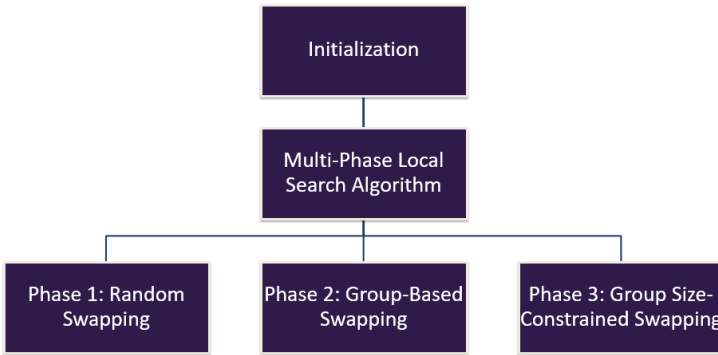 Initialization
Multi-Phase Local
Search Algorithm
Phase 1: Random
Swapping
Phase 2: Group-Based
Swapping
Phase 3: Group Size-
Constrained Swapping